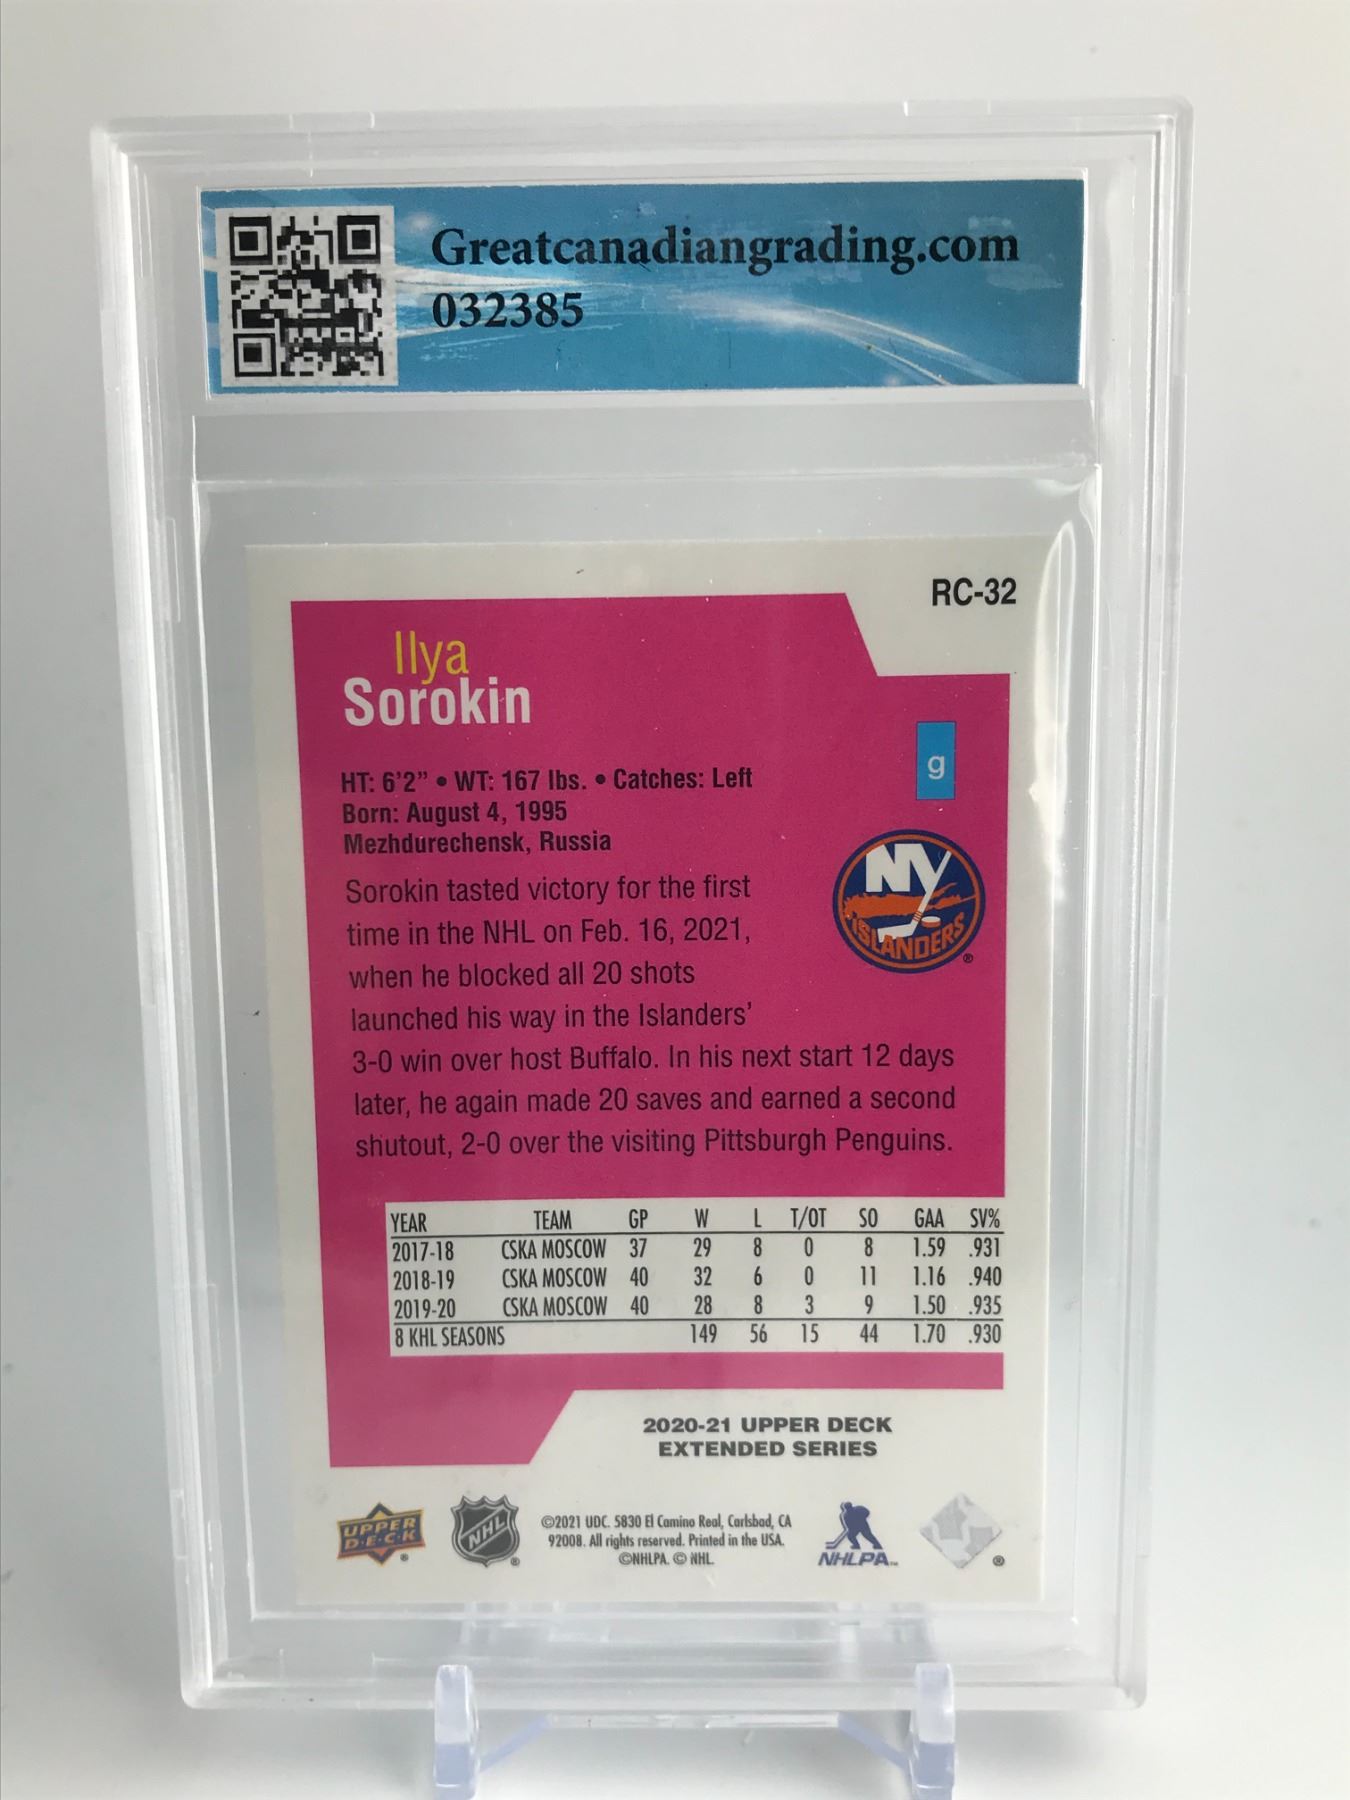 Greatcanadiangrading.com
032385
RC-32
Ilya
Sorokin
g
HT: 6'2" • WT: 167 lbs. • Catches: Left
Born: August 4, 1995
Mezhdurechensk, Russia
NY
ISLANDERS
®
Sorokin tasted victory for the first
time in the NHL on Feb. 16, 2021,
when he blocked all 20 shots
launched his way in the Islanders'
3-0 win over host Buffalo. In his next start 12 days
later, he again made 20 saves and earned a second
shutout, 2-0 over the visiting Pittsburgh Penguins.
YEAR TEAM GP W L T/OT SO GAA SV%
2017-18 CSKA MOSCOW 37 29 8 0 8 1.59 .931
2018-19 CSKA MOSCOW 40 32 6 0 11 1.16 .940
2019-20 CSKA MOSCOW 40 28 8 3 9 1.50 .935
8 KHL SEASONS 149 56 15 44 1.70 .930
2020-21 UPPER DECK
EXTENDED SERIES
UPPER
D·E·C·K
®
NHL
®
©2021 UDC. 5830 El Camino Real, Carlsbad, CA
92008. All rights reserved. Printed in the USA.
©NHLPA. © NHL.
NHLPA™
®